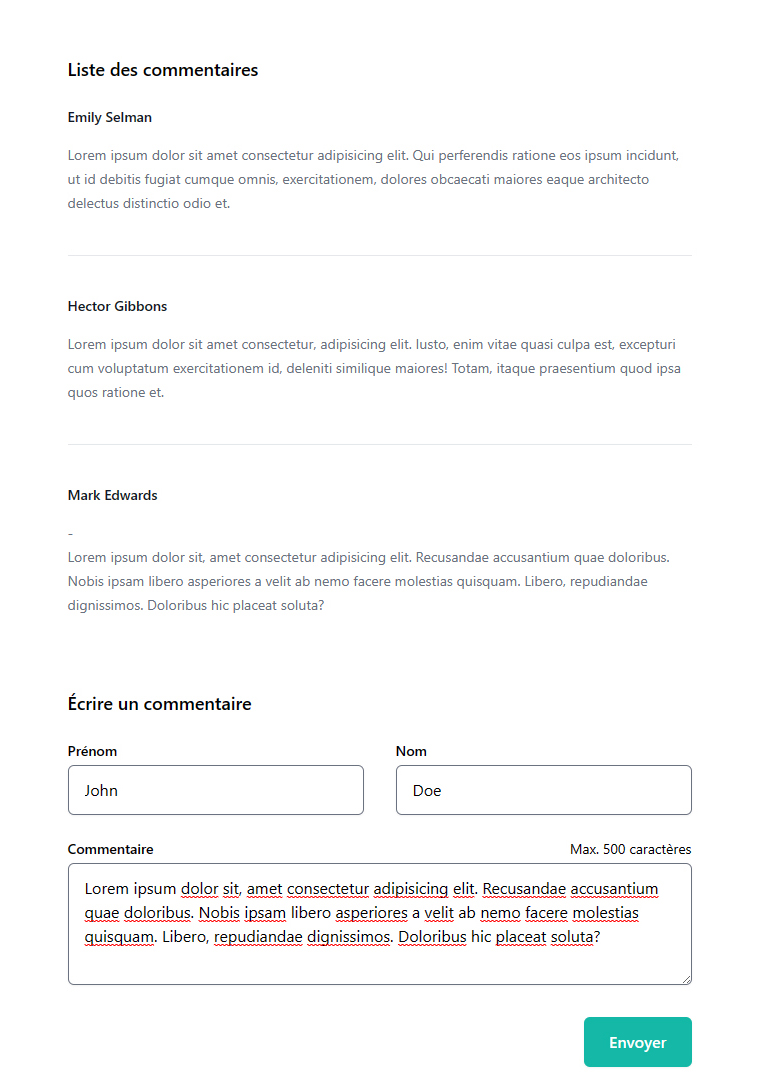 Liste des commentaires
Emily Selman
Lorem ipsum dolor sit amet consectetur adipisicing elit. Qui perferendis ratione eos ipsum incidunt,
ut id debitis fugiat cumque omnis, exercitationem, dolores obcaecati maiores eaque architecto
delectus distinctio odio et.
Hector Gibbons
Lorem ipsum dolor sit amet consectetur, adipisicing elit. Iusto, enim vitae quasi culpa est, excepturi
cum voluptatum exercitationem id, deleniti similique maiores! Totam, itaque praesentium quod ipsa
quos ratione et.
Mark Edwards
-
Lorem ipsum dolor sit, amet consectetur adipisicing elit. Recusandae accusantium quae doloribus.
Nobis ipsam libero asperiores a velit ab nemo facere molestias quisquam. Libero, repudiandae
dignissimos. Doloribus hic placeat soluta?
Écrire un commentaire
Prénom Nom
John Doe
Commentaire Max. 500 caractères
Lorem ipsum dolor sit, amet consectetur adipisicing elit. Recusandae accusantium
quae doloribus. Nobis ipsam libero asperiores a velit ab nemo facere molestias
quisquam. Libero, repudiandae dignissimos. Doloribus hic placeat soluta?
Envoyer